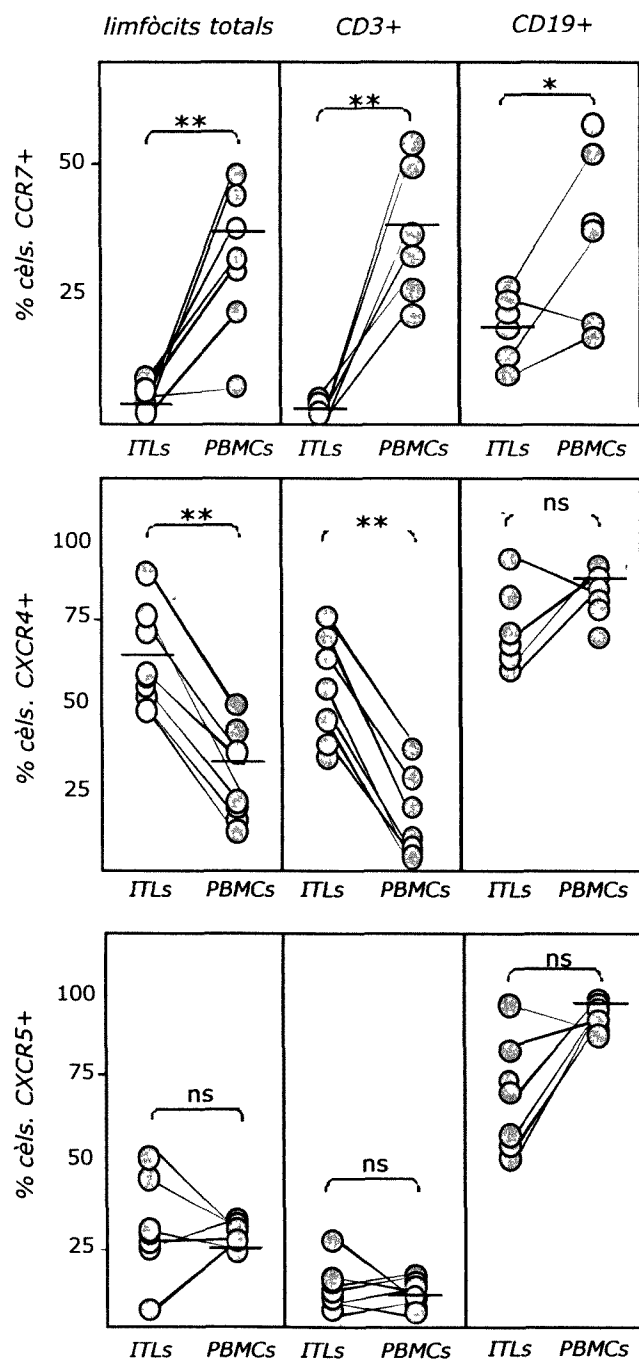 limfòcits totals CD3+ CD19+
% cèls. CCR7+
50
25
** ** *
ITLs PBMCs ITLs PBMCs ITLs PBMCs
% cèls. CXCR4+
100
75
50
25
** ** ns
ITLs PBMCs ITLs PBMCs ITLs PBMCs
% cèls. CXCR5+
100
75
50
25
ns ns ns
ITLs PBMCs ITLs PBMCs ITLs PBMCs